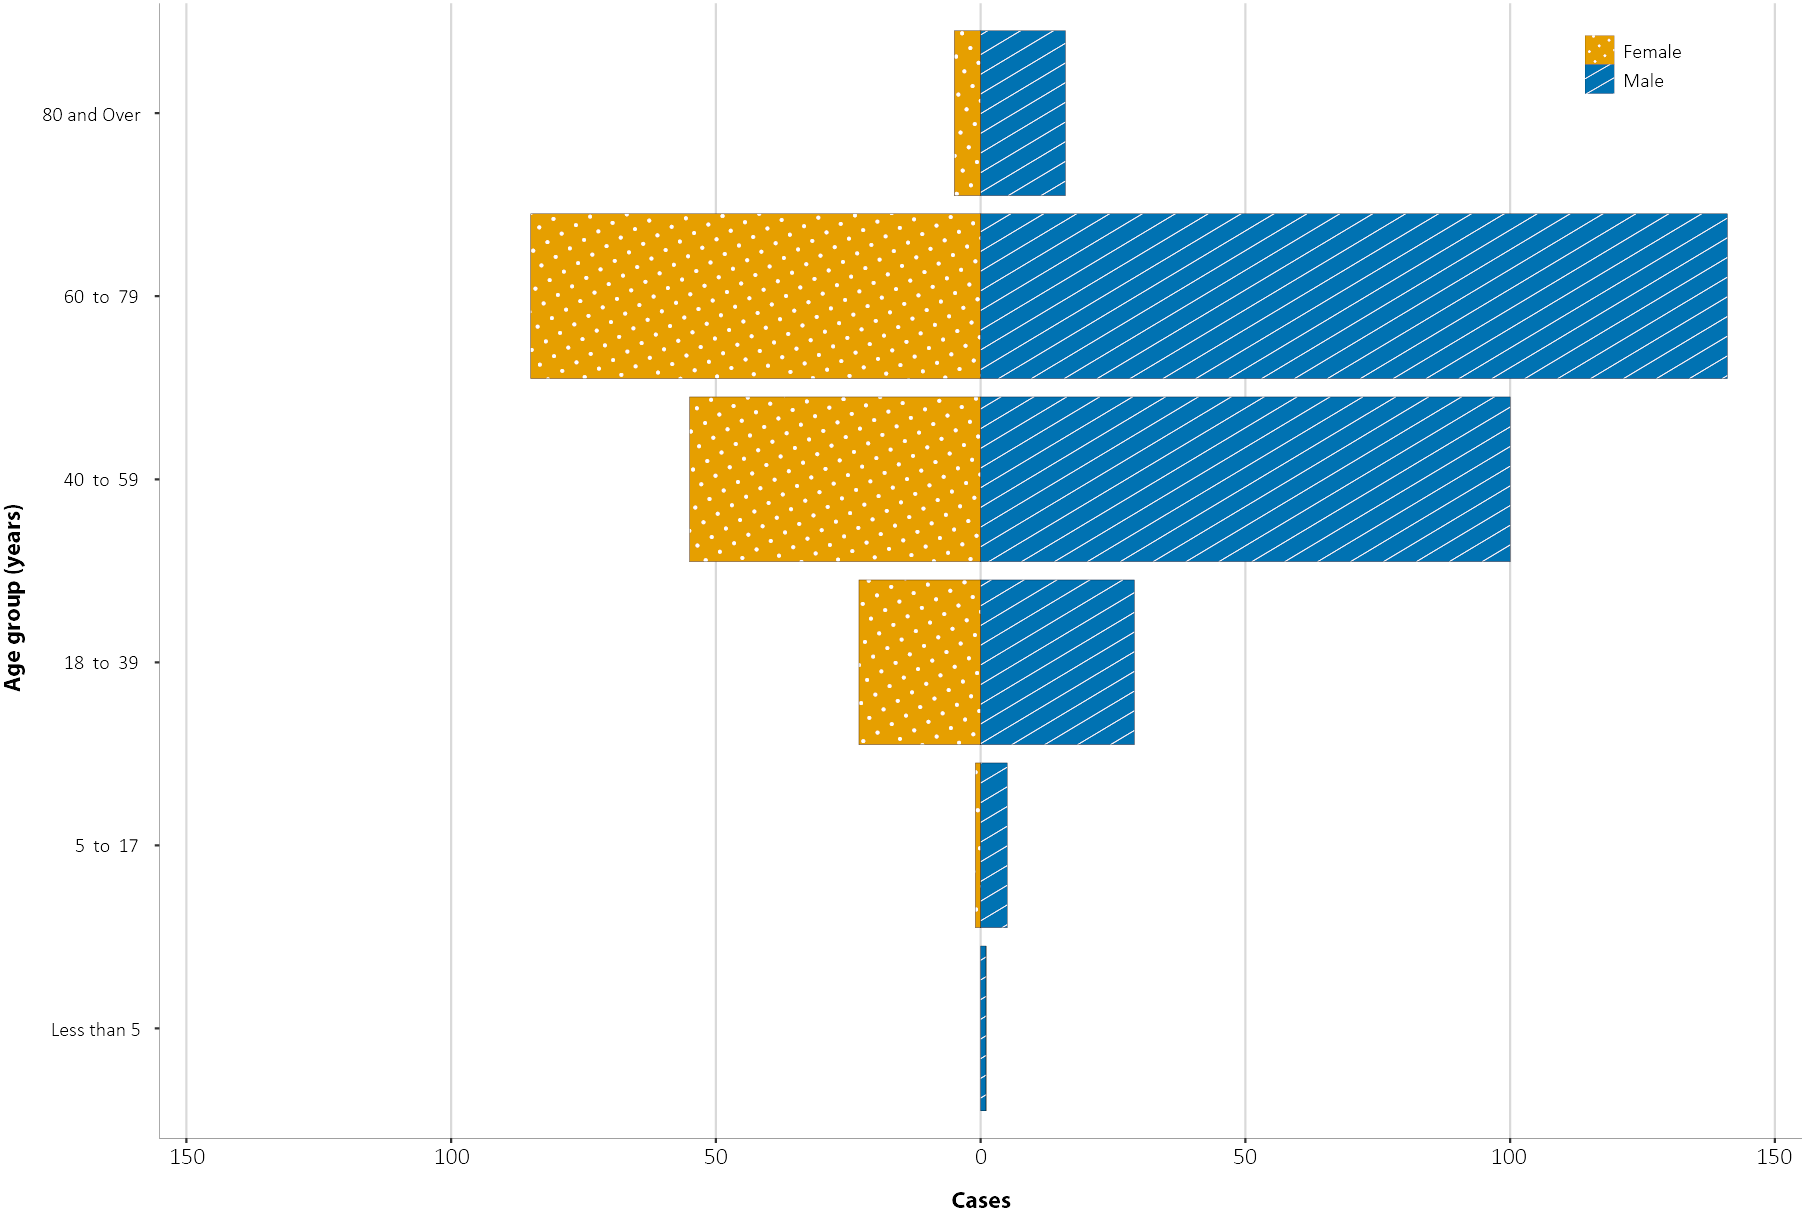 Female
Male
80 and Over
60 to 79
40 to 59
18 to 39
5 to 17
Less than 5
Age group (years)
150 100 50 0 50 100 150
Cases